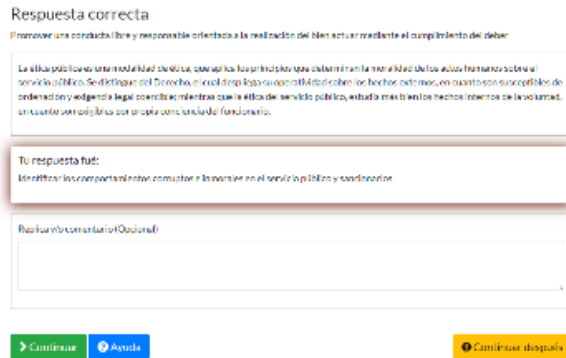 Respuesta correcta
Promover una conducta libre y responsable orientada a la realización del bien actuar mediante el cumplimiento del deber
La ética pública es una modalidad de ética, que aplica los principios que determinan la moralidad de los actos humanos sobre el
servicio público. Se distingue del Derecho, el cual despliega su operatividad sobre los hechos externos, en cuanto son susceptibles de
ordenación y exigencia legal coercible; mientras que la ética del servicio público, estudia más bien los hechos internos de la voluntad,
en cuanto son exigibles por propia conciencia del funcionario.
Tu respuesta fué:
Identificar los comportamientos corruptos e inmorales en el servicio público y sancionarlos
Replica y/o comentario (Opcional)
Continuar
Ayuda
Continuar después